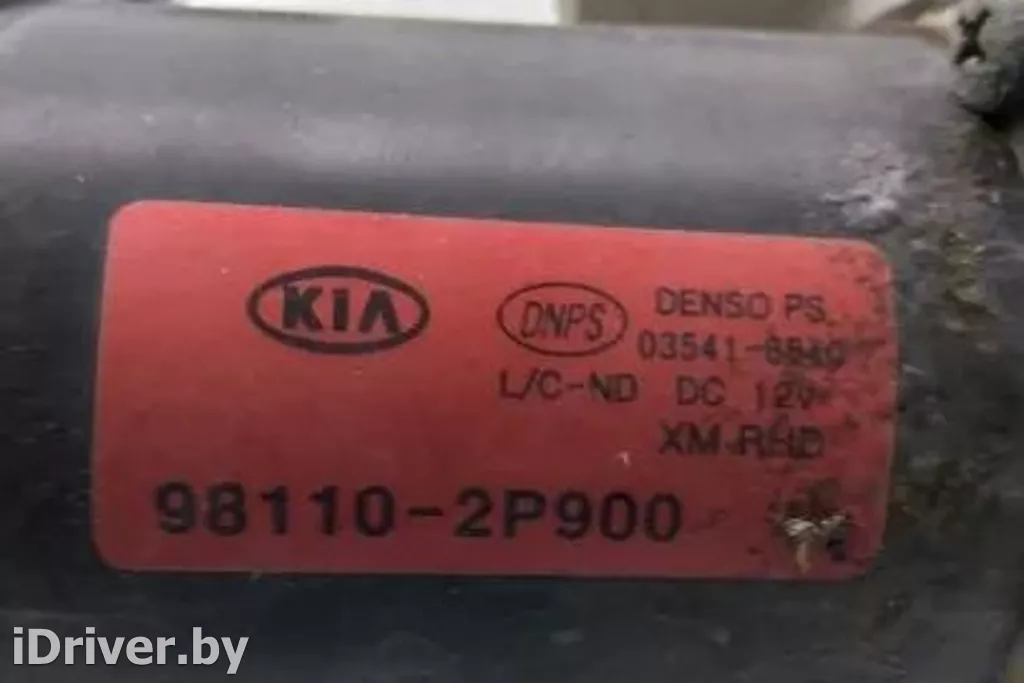 KIA
DNPS
DENSO PS.
L/C-ND DC 12V
XM-RHD
98110-2P900
iDriver.by